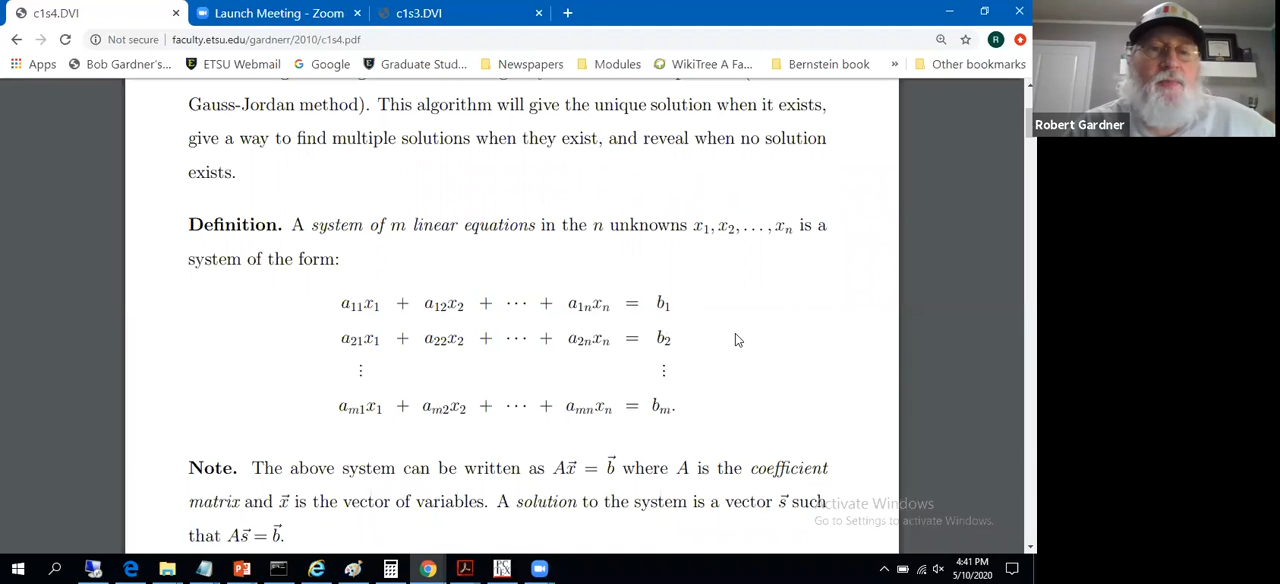 c1s4.DVI
Launch Meeting - Zoom
c1s3.DVI
Not secure | faculty.etsu.edu/gardnerr/2010/c1s4.pdf
R
Apps
Bob Gardner's...
ETSU Webmail
Google
Graduate Stud...
Newspapers
Modules
WikiTree A Fa...
Bernstein book
»
Other bookmarks
Gauss-Jordan method). This algorithm will give the unique solution when it exists,
give a way to find multiple solutions when they exist, and reveal when no solution
exists.
Robert Gardner
Definition. A system of m linear equations in the n unknowns x₁, x₂, . . . , xₙ is a
system of the form:
a₁₁x₁ + a₁₂x₂ + ⋯ + a₁ₙxₙ = b₁
a₂₁x₁ + a₂₂x₂ + ⋯ + a₂ₙxₙ = b₂
⋮ ⋮
aₘ₁x₁ + aₘ₂x₂ + ⋯ + aₘₙxₙ = bₘ.
Note. The above system can be written as Ax⃗ = b⃗ where A is the coefficient
matrix and x⃗ is the vector of variables. A solution to the system is a vector s⃗ such
that As⃗ = b⃗.
Activate Windows
Go to Settings to activate Windows.
4:41 PM
5/10/2020